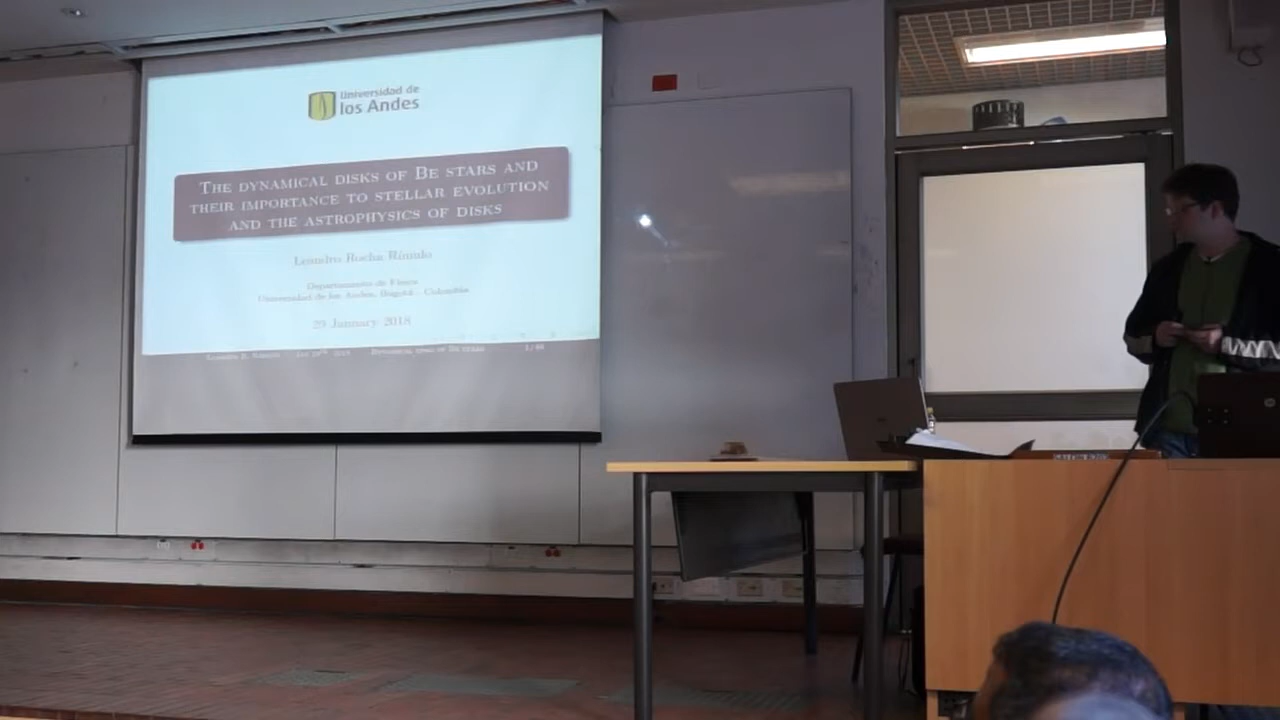 Universidad de
los Andes
THE DYNAMICAL DISKS OF BE STARS AND
THEIR IMPORTANCE TO STELLAR EVOLUTION
AND THE ASTROPHYSICS OF DISKS
Leandro Rocha Rímulo
Departamento de Física
Universidad de los Andes, Bogotá - Colombia
29 January 2018